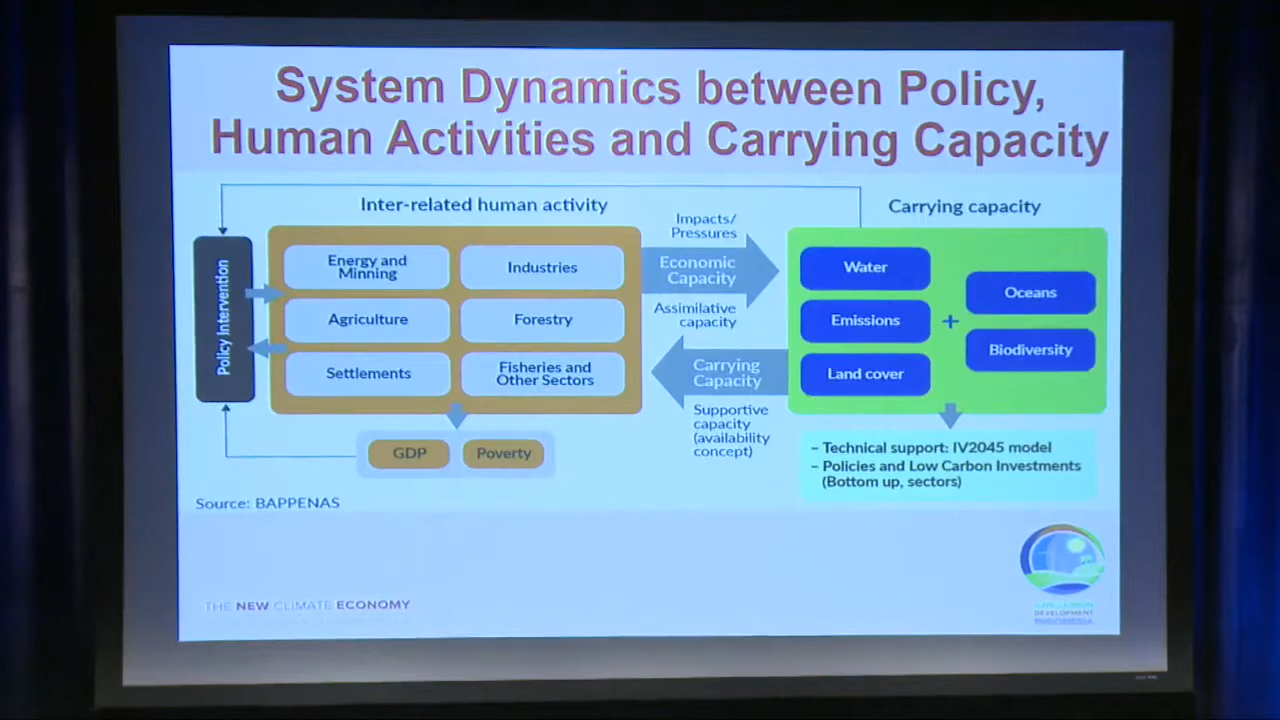 System Dynamics between Policy,
Human Activities and Carrying Capacity
Inter-related human activity
Carrying capacity
Policy Intervention
Energy and
Minning
Industries
Agriculture
Forestry
Settlements
Fisheries and
Other Sectors
GDP
Poverty
Impacts/
Pressures
Economic
Capacity
Assimilative
capacity
Carrying
Capacity
Supportive
capacity
(availability
concept)
Water
Emissions
Land cover
+
Oceans
Biodiversity
– Technical support: IV2045 model
– Policies and Low Carbon Investments
(Bottom up, sectors)
Source: BAPPENAS
THE NEW CLIMATE ECONOMY
DEVELOPMENT